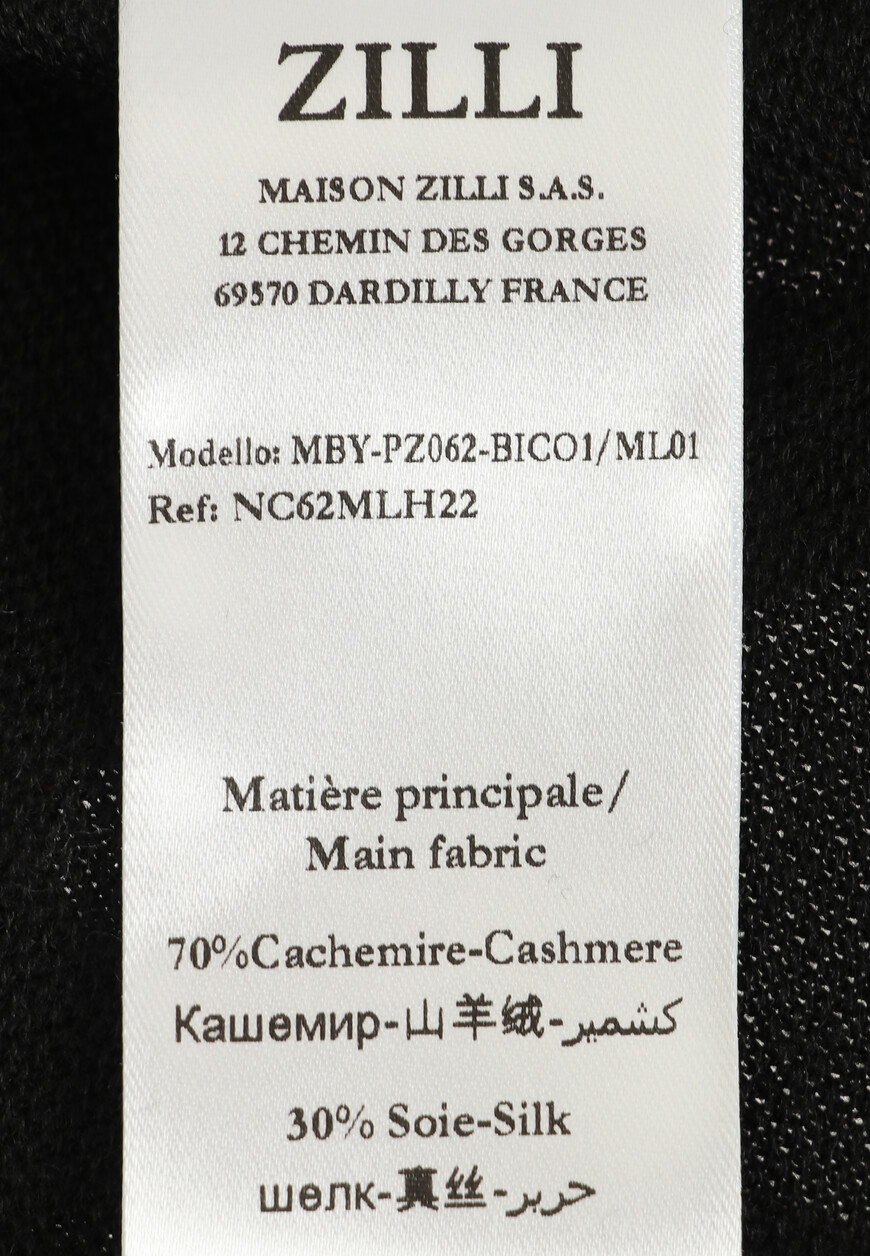 ZILLI
MAISON ZILLI S.A.S.
12 CHEMIN DES GORGES
69570 DARDILLY FRANCE
Modello: MBY-PZ062-BICO1/ML01
Ref: NC62MLH22
Matière principale/
Main fabric
70%Cachemire-Cashmere
Кашемир-山羊绒-كشمير
30% Soie-Silk
шелк-真丝-حرير